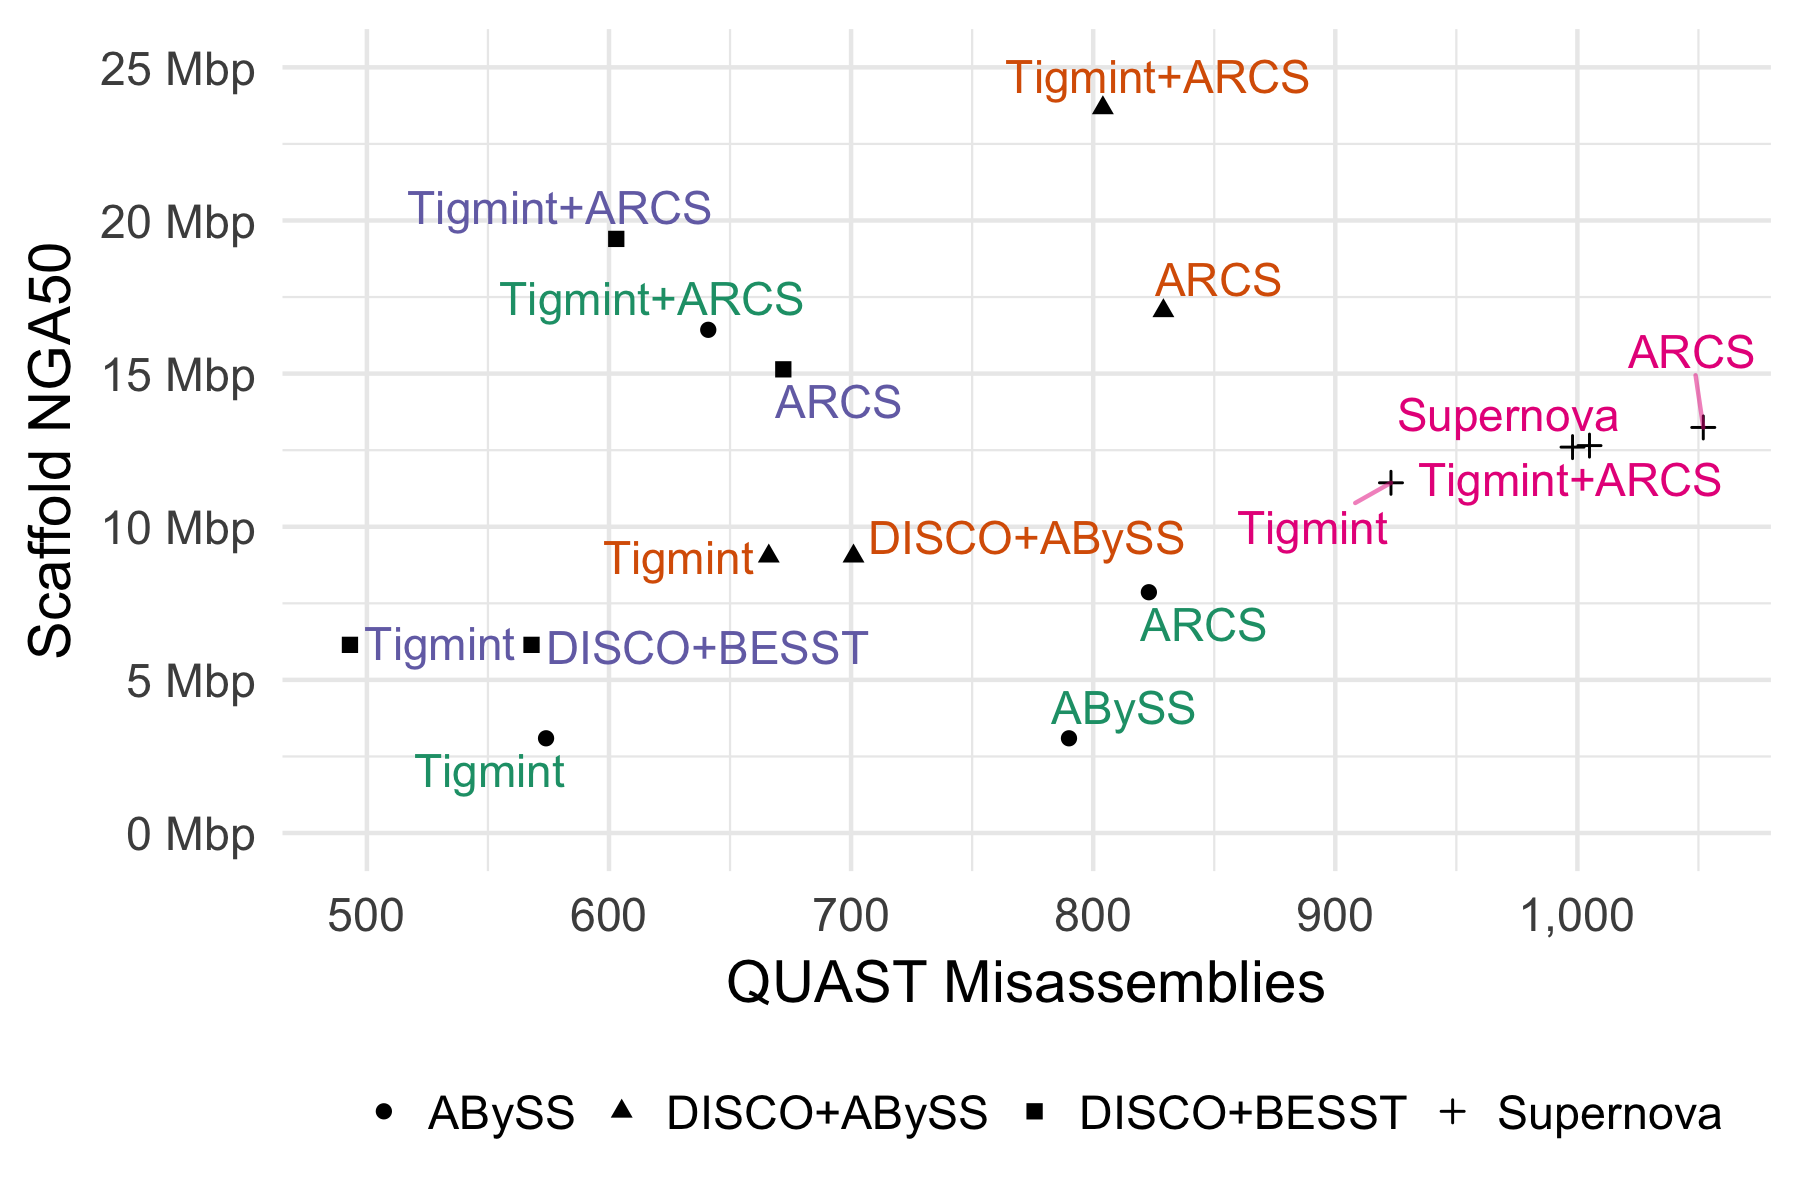 Scaffold NGA50
25 Mbp
20 Mbp
15 Mbp
10 Mbp
5 Mbp
0 Mbp
Tigmint+ARCS
Tigmint+ARCS
ARCS
Tigmint+ARCS
ARCS
ARCS
Supernova
Tigmint+ARCS
Tigmint
DISCO+ABySS
Tigmint
ARCS
Tigmint
DISCO+BESST
ABySS
Tigmint
500
600
700
800
900
1,000
QUAST Misassemblies
ABySS
DISCO+ABySS
DISCO+BESST
Supernova